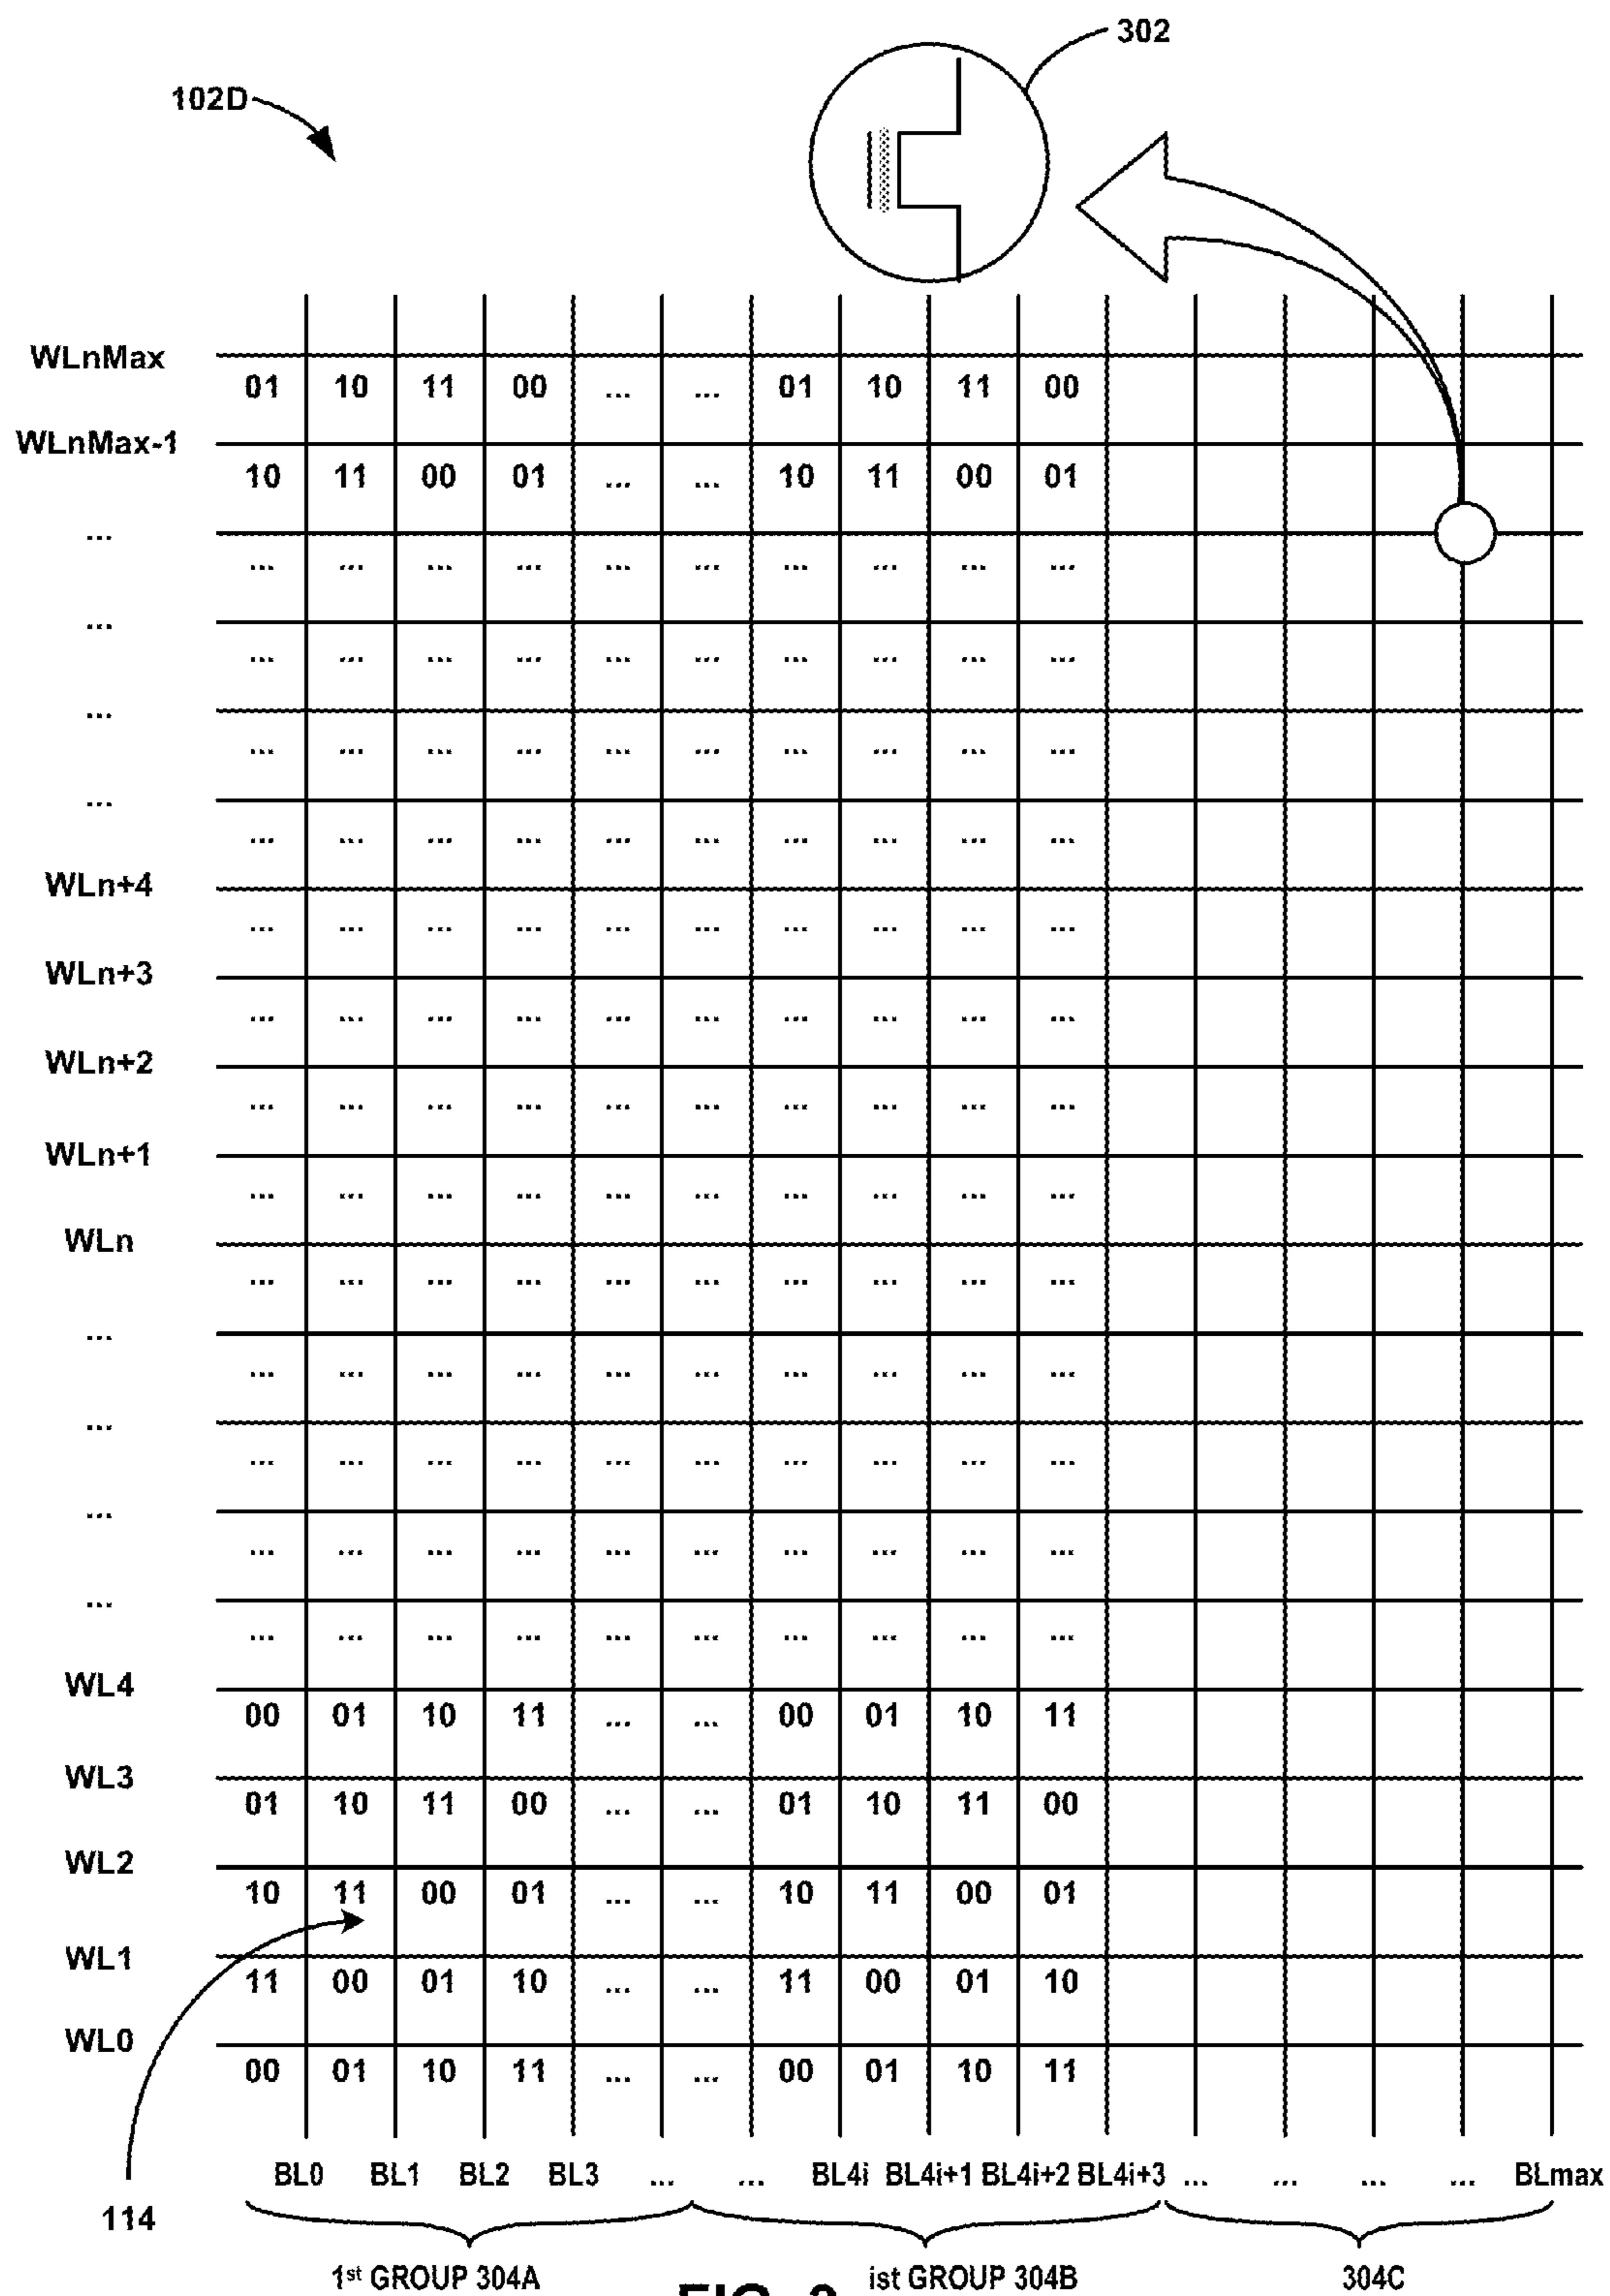 302
102D
WLnMax
01 10 11 00 ... ... 01 10 11 00
WLnMax-1
10 11 00 01 ... ... 10 11 00 01
...
... ... ... ... ... ... ... ... ... ...
...
... ... ... ... ... ... ... ... ... ...
...
... ... ... ... ... ... ... ... ... ...
...
... ... ... ... ... ... ... ... ... ...
WLn+4
... ... ... ... ... ... ... ... ... ...
WLn+3
... ... ... ... ... ... ... ... ... ...
WLn+2
... ... ... ... ... ... ... ... ... ...
WLn+1
... ... ... ... ... ... ... ... ... ...
WLn
... ... ... ... ... ... ... ... ... ...
...
... ... ... ... ... ... ... ... ... ...
...
... ... ... ... ... ... ... ... ... ...
...
... ... ... ... ... ... ... ... ... ...
...
... ... ... ... ... ... ... ... ... ...
WL4
00 01 10 11 ... ... 00 01 10 11
WL3
01 10 11 00 ... ... 01 10 11 00
WL2
10 11 00 01 ... ... 10 11 00 01
WL1
11 00 01 10 ... ... 11 00 01 10
WL0
00 01 10 11 ... ... 00 01 10 11
BL0 BL1 BL2 BL3 ... ... BL4i BL4i+1 BL4i+2 BL4i+3 ... ... ... ... BLmax
114
1st GROUP 304A ist GROUP 304B 304C
FIG.